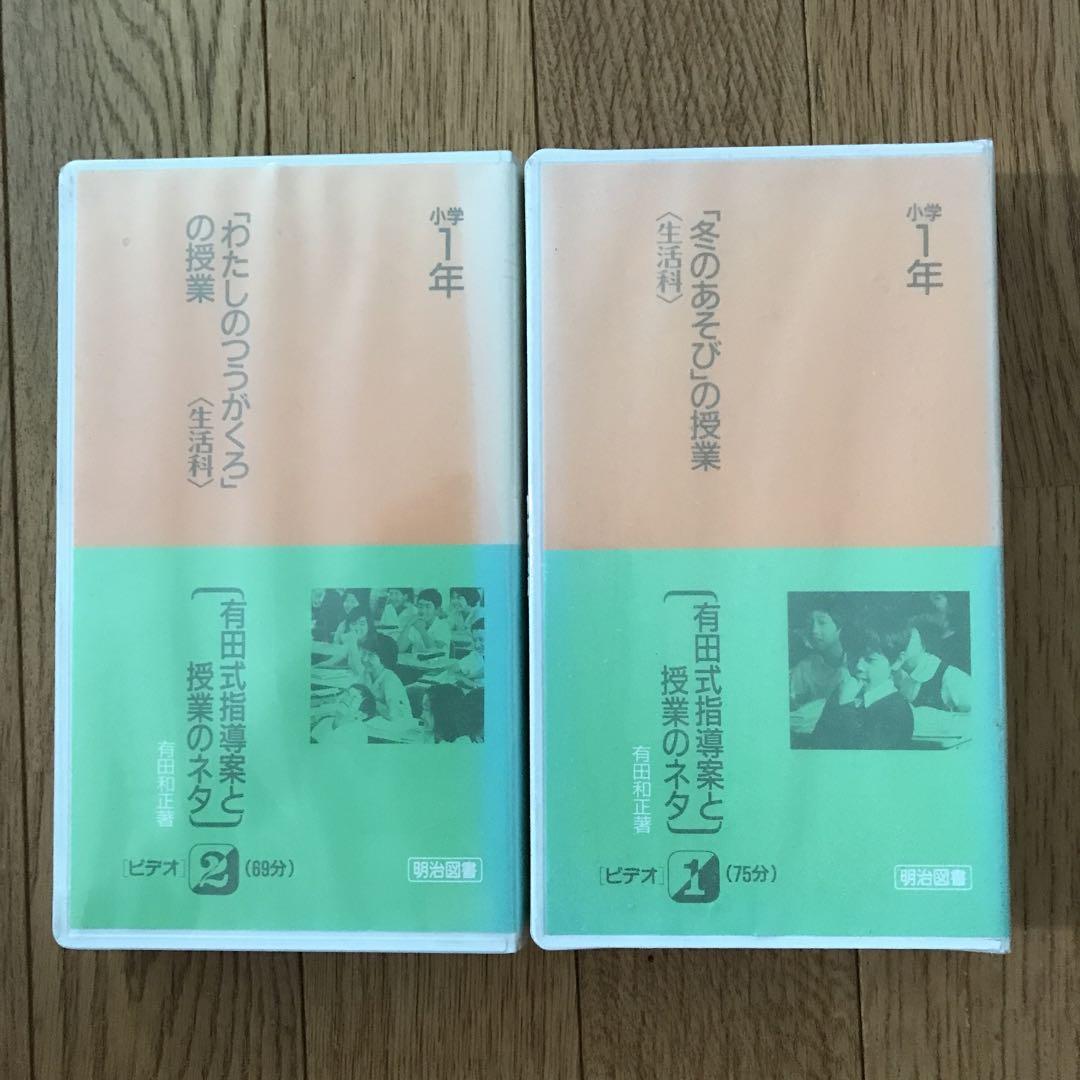 小学1年
「わたしのつうがくろ」
の授業
〈生活科〉
［有田式指導案と
授業のネタ］
有田和正著
［ビデオ］2（69分）
明治図書
小学1年
「冬のあそび」の授業
〈生活科〉
［有田式指導案と
授業のネタ］
有田和正著
［ビデオ］1（75分）
明治図書